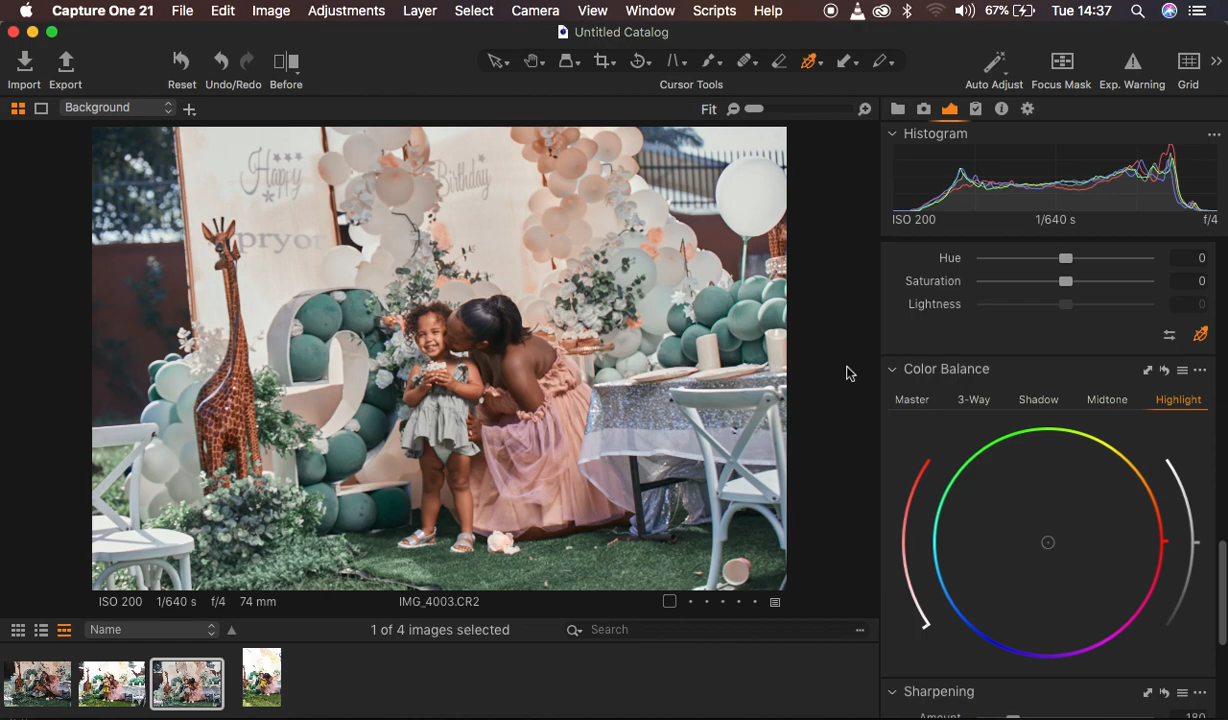 Capture One 21 File Edit Image Adjustments Layer Select Camera View Window Scripts Help 67% Tue 14:37
Untitled Catalog
Import Export Reset Undo/Redo Before Cursor Tools Auto Adjust Focus Mask Exp. Warning Grid
Background Fit
Histogram
ISO 200 1/640 s f/4
Hue 0
Saturation 0
Lightness 0
Color Balance
Master 3-Way Shadow Midtone Highlight
Happy Birthday
pryor
2
ISO 200 1/640 s f/4 74 mm IMG_4003.CR2
Name 1 of 4 images selected Search
Sharpening
Amount 180